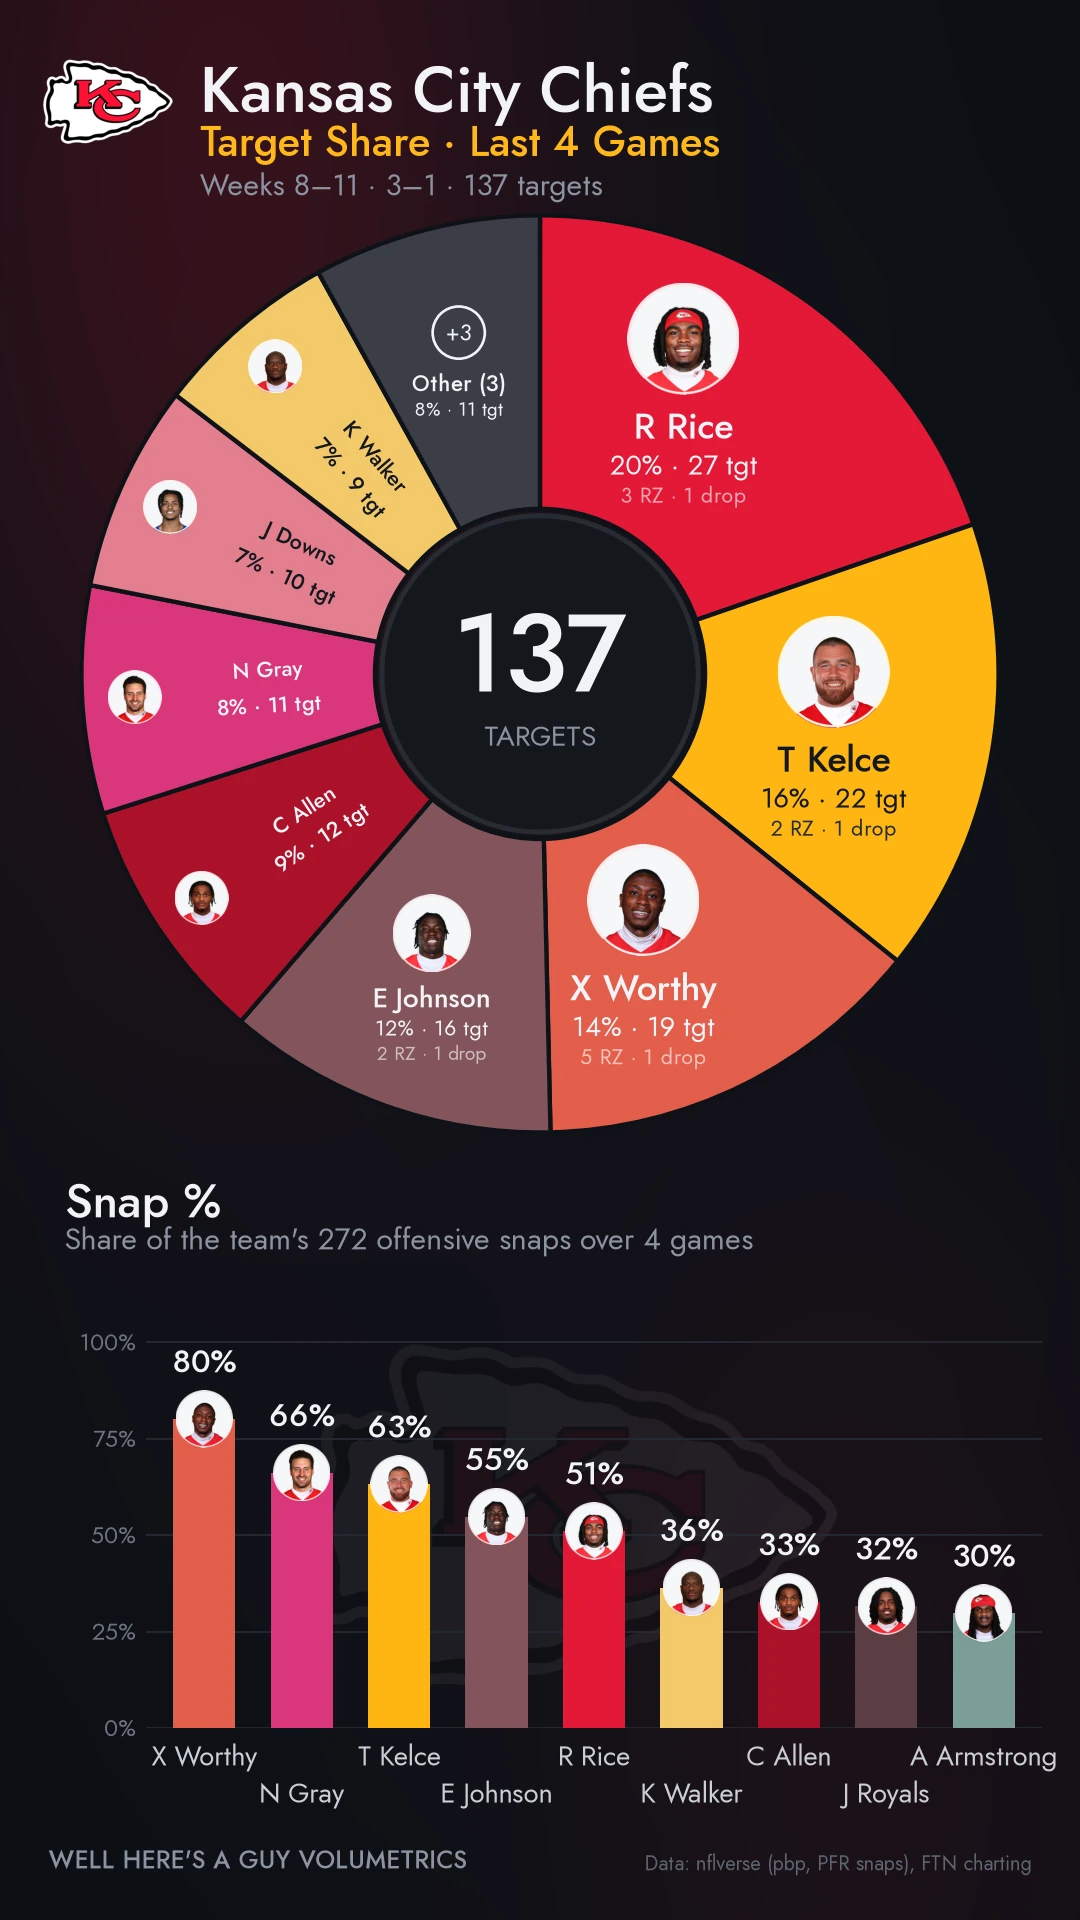 KC
Kansas City Chiefs
Target Share · Last 4 Games
Weeks 8–11 · 3–1 · 137 targets
+3
Other (3)
8% · 11 tgt
R Rice
20% · 27 tgt
3 RZ · 1 drop
K Walker
7% · 9 tgt
J Downs
7% · 10 tgt
N Gray
8% · 11 tgt
137
TARGETS
T Kelce
16% · 22 tgt
2 RZ · 1 drop
C Allen
9% · 12 tgt
E Johnson
12% · 16 tgt
2 RZ · 1 drop
X Worthy
14% · 19 tgt
5 RZ · 1 drop
Snap %
Share of the team's 272 offensive snaps over 4 games
100%
75%
50%
25%
0%
80%
66%
63%
55%
51%
36%
33%
32%
30%
X Worthy
N Gray
T Kelce
E Johnson
R Rice
K Walker
C Allen
J Royals
A Armstrong
WELL HERE'S A GUY VOLUMETRICS
Data: nflverse (pbp, PFR snaps), FTN charting